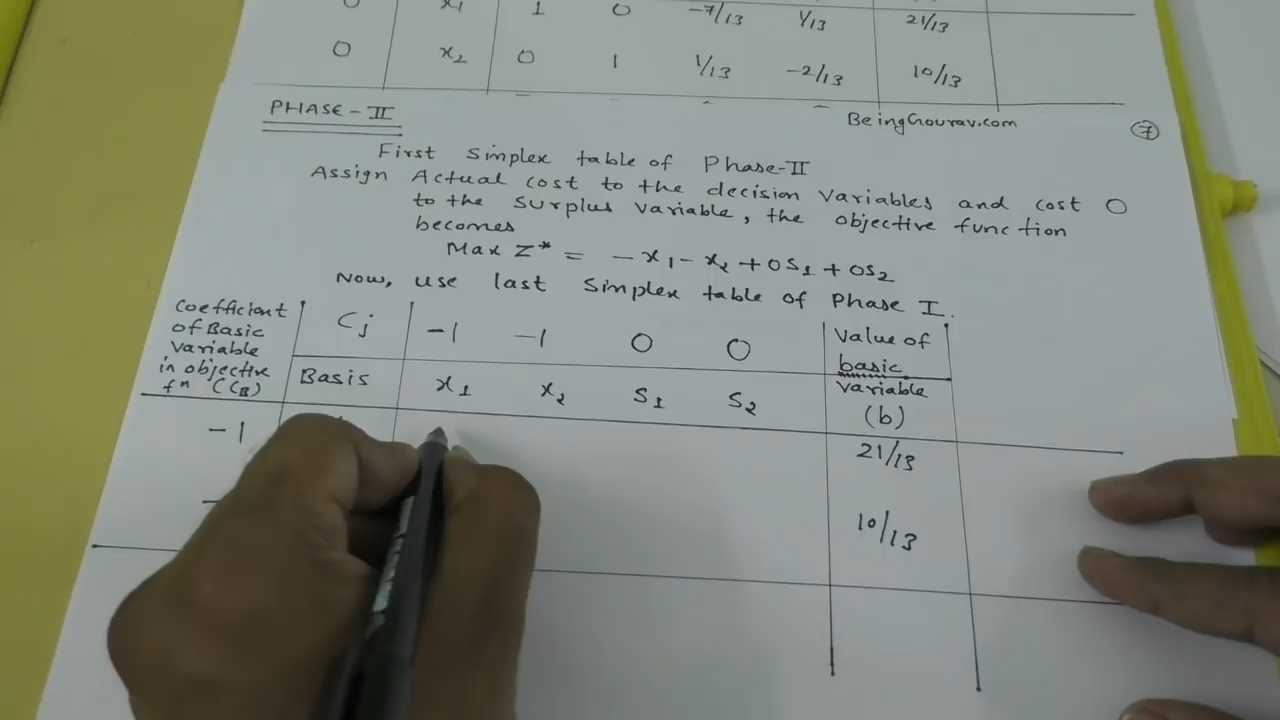 0 x₁ 1 0 -7/13 1/13 21/13
0 x₂ 0 1 1/13 -2/13 10/13
BeingGourav.com
⑦
PHASE-II
First Simplex table of Phase-II
Assign Actual cost to the decision variables and cost 0
to the surplus variable, the objective function
becomes
Max Z* = -x₁-x₂+0S₁+0S₂
Now, use last Simplex table of Phase I.
Coefficient
of Basic
Variable
in objective
fⁿ (C_B)
Cj -1 -1 0 0
Value of
basic
variable
(b)
Basis x₁ x₂ S₁ S₂
-1 21/13
10/13